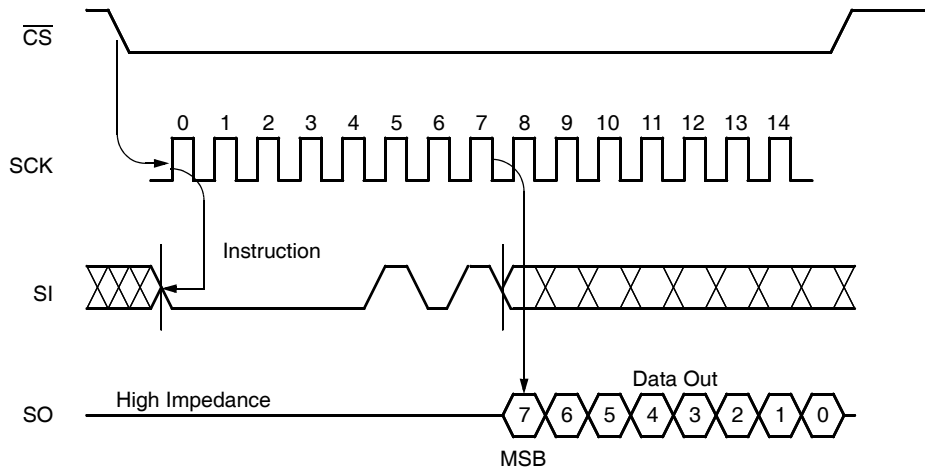 CS
0 1 2 3 4 5 6 7 8 9 10 11 12 13 14
SCK
Instruction
SI
High Impedance
Data Out
SO
7 6 5 4 3 2 1 0
MSB